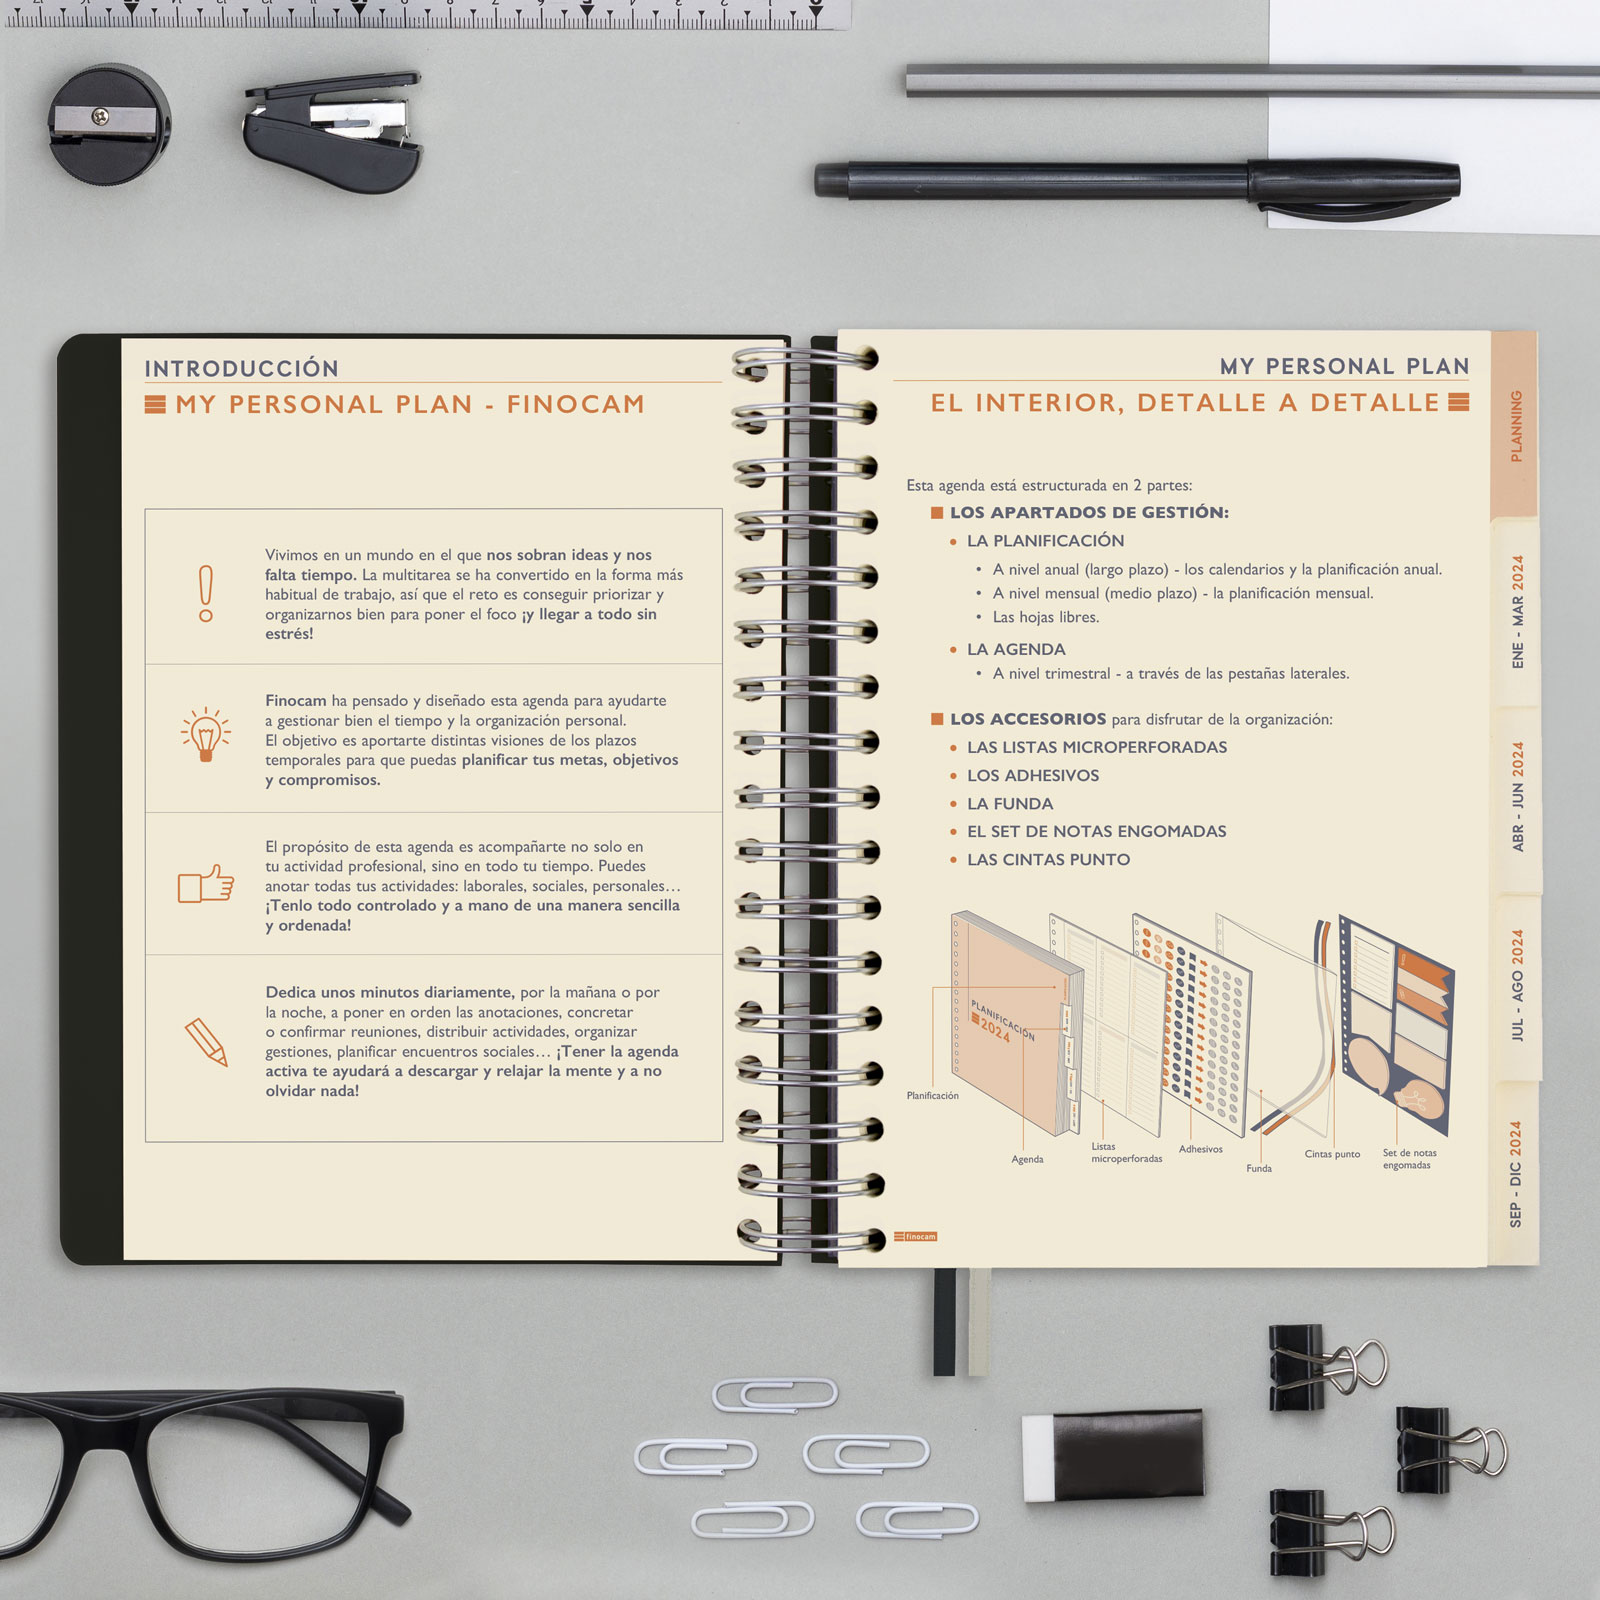 INTRODUCCIÓN
MY PERSONAL PLAN - FINOCAM
Vivimos en un mundo en el que nos sobran ideas y nos
falta tiempo. La multitarea se ha convertido en la forma más
habitual de trabajo, así que el reto es conseguir priorizar y
organizarnos bien para poner el foco ¡y llegar a todo sin
estrés!
Finocam ha pensado y diseñado esta agenda para ayudarte
a gestionar bien el tiempo y la organización personal.
El objetivo es aportarte distintas visiones de los plazos
temporales para que puedas planificar tus metas, objetivos
y compromisos.
El propósito de esta agenda es acompañarte no solo en
tu actividad profesional, sino en todo tu tiempo. Puedes
anotar todas tus actividades: laborales, sociales, personales...
¡Tenlo todo controlado y a mano de una manera sencilla
y ordenada!
Dedica unos minutos diariamente, por la mañana o por
la noche, a poner en orden las anotaciones, concretar
o confirmar reuniones, distribuir actividades, organizar
gestiones, planificar encuentros sociales... ¡Tener la agenda
activa te ayudará a descargar y relajar la mente y a no
olvidar nada!
MY PERSONAL PLAN
EL INTERIOR, DETALLE A DETALLE
Esta agenda está estructurada en 2 partes:
LOS APARTADOS DE GESTIÓN:
• LA PLANIFICACIÓN
• A nivel anual (largo plazo) - los calendarios y la planificación anual.
• A nivel mensual (medio plazo) - la planificación mensual.
• Las hojas libres.
• LA AGENDA
• A nivel trimestral - a través de las pestañas laterales.
LOS ACCESORIOS para disfrutar de la organización:
• LAS LISTAS MICROPERFORADAS
• LOS ADHESIVOS
• LA FUNDA
• EL SET DE NOTAS ENGOMADAS
• LAS CINTAS PUNTO
PLANIFICACIÓN
2024
Planificación
Agenda
Listas
microperforadas
Adhesivos
Funda
Cintas punto
Set de notas
engomadas
finocam
PLANNING
ENE - MAR 2024
ABR - JUN 2024
JUL - AGO 2024
SEP - DIC 2024